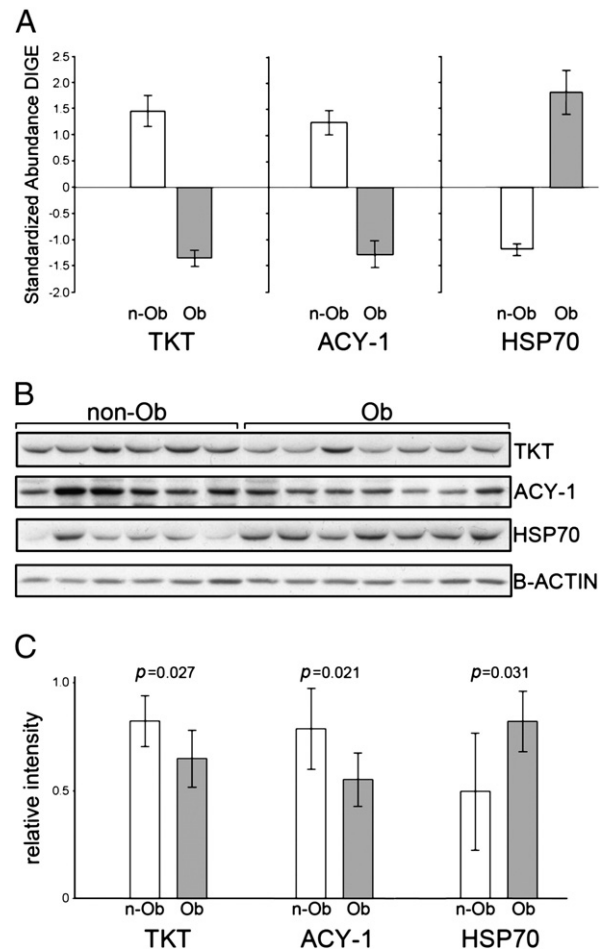 A
Standardized Abundance DIGE
2.5
2.0
1.5
1.0
0.5
0
-0.5
-1.0
-1.5
-2.0
n-Ob Ob n-Ob Ob n-Ob Ob
TKT ACY-1 HSP70
B
non-Ob Ob
TKT
ACY-1
HSP70
B-ACTIN
C
p=0.027 p=0.021 p=0.031
relative intensity
1.0
0.5
0
n-Ob Ob n-Ob Ob n-Ob Ob
TKT ACY-1 HSP70